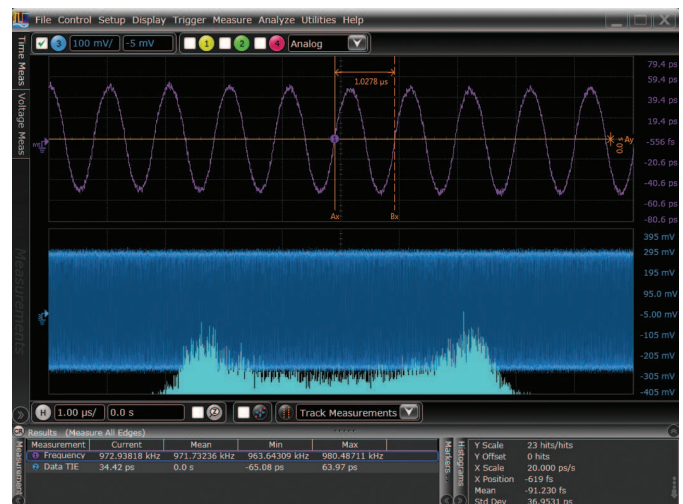 File Control Setup Display Trigger Measure Analyze Utilities Help
3 100 mV/ -5 mV 1 2 4 Analog
Time Meas
Voltage Meas
Measurements
79.4 ps
59.4 ps
39.4 ps
19.4 ps
-556 fs
-20.6 ps
-40.6 ps
-60.6 ps
-80.6 ps
1.0278 µs
0.0 s
Ay
Ax
Bx
395 mV
295 mV
195 mV
95.0 mV
-5.00 mV
-105 mV
-205 mV
-305 mV
-405 mV
H 1.00 µs/ 0.0 s Track Measurements
Results (Measure All Edges)
Measurement Current Mean Min Max
Frequency 972.93818 kHz 971.73236 kHz 963.64309 kHz 980.48711 kHz
Data TIE 34.42 ps 0.0 s -65.08 ps 63.97 ps
Measurement
Markers
Histograms
Y Scale 23 hits/hits
Y Offset 0 hits
X Scale 20.000 ps/s
X Position -619 fs
Mean -91.230 fs
Std Dev 36.9531 ps